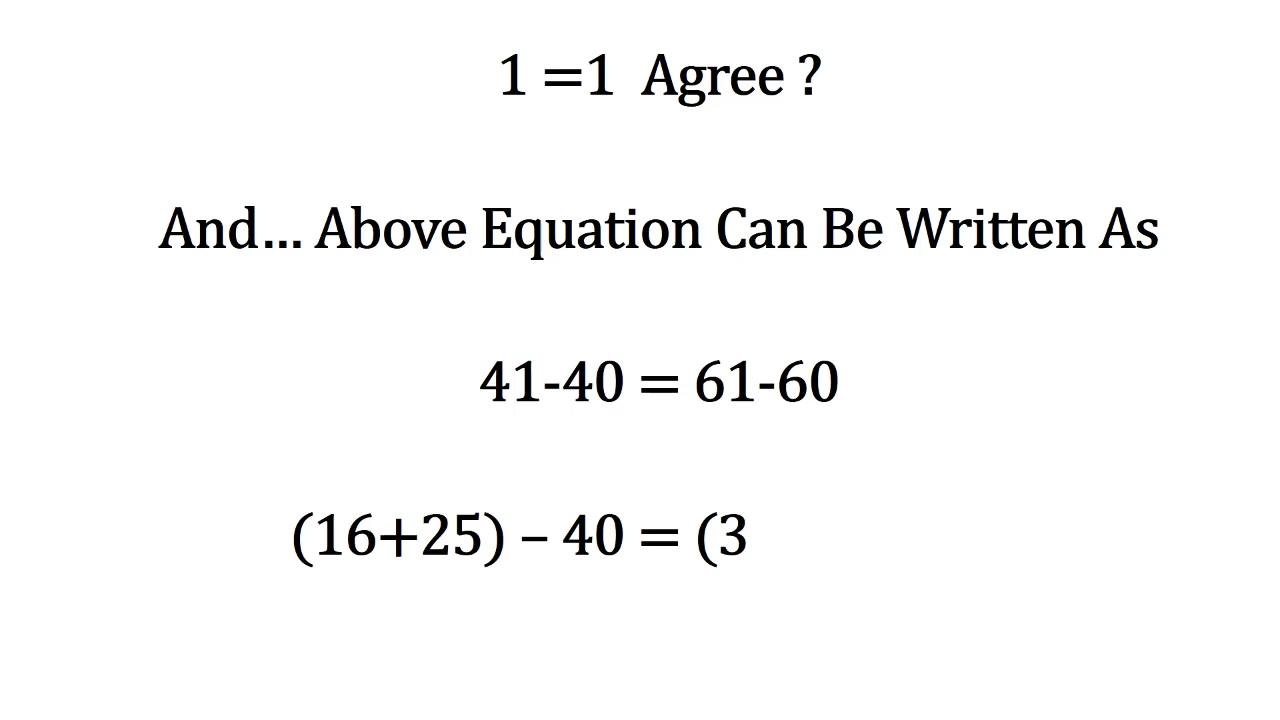 1 =1 Agree ?
And... Above Equation Can Be Written As
41-40 = 61-60
(16+25) – 40 = (3